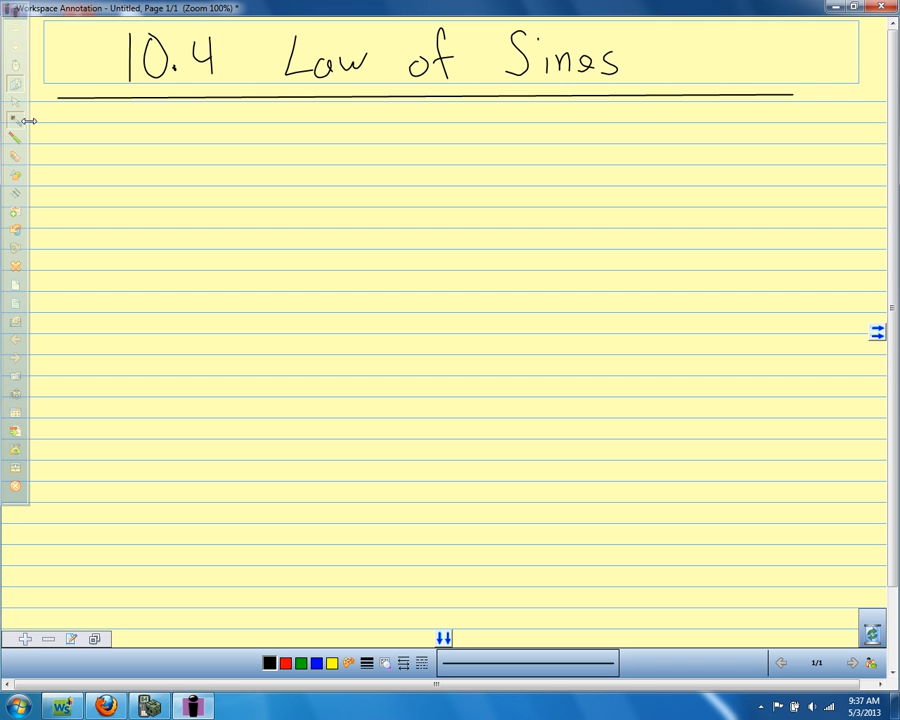 Workspace Annotation - Untitled, Page 1/1 (Zoom 100%) *
10.4 Law of Sines
1/1
9:37 AM
5/3/2013